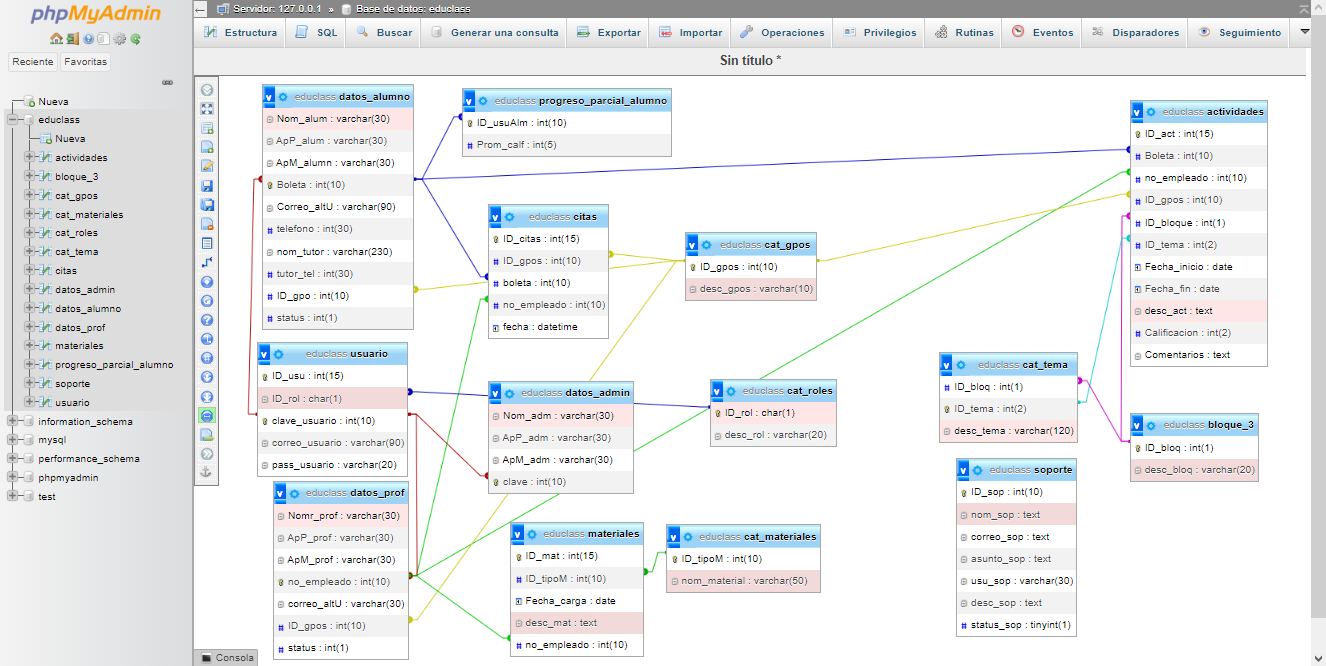 phpMyAdmin
Reciente Favoritas
Nueva
educlass
Nueva
actividades
bloque_3
cat_gpos
cat_materiales
cat_roles
cat_tema
citas
datos_admin
datos_alumno
datos_prof
materiales
progreso_parcial_alumno
soporte
usuario
information_schema
mysql
performance_schema
phpmyadmin
test
Servidor: 127.0.0.1 » Base de datos: educlass
Estructura SQL Buscar Generar una consulta Exportar Importar Operaciones Privilegios Rutinas Eventos Disparadores Seguimiento
Sin título *
educlass datos_alumno
Nom_alum : varchar(30)
ApP_alum : varchar(30)
ApM_alumn : varchar(30)
Boleta : int(10)
Correo_altU : varchar(90)
telefono : int(30)
nom_tutor : varchar(230)
tutor_tel : int(30)
ID_gpo : int(10)
status : int(1)
educlass progreso_parcial_alumno
ID_usuAlm : int(10)
Prom_calf : int(5)
educlass actividades
ID_act : int(15)
Boleta : int(10)
no_empleado : int(10)
ID_gpos : int(10)
ID_bloque : int(1)
ID_tema : int(2)
Fecha_inicio : date
Fecha_fin : date
desc_act : text
Calificacion : int(2)
Comentarios : text
educlass citas
ID_citas : int(15)
ID_gpos : int(10)
boleta : int(10)
no_empleado : int(10)
fecha : datetime
educlass cat_gpos
ID_gpos : int(10)
desc_gpos : varchar(10)
educlass usuario
ID_usu : int(15)
ID_rol : char(1)
clave_usuario : int(10)
correo_usuario : varchar(90)
pass_usuario : varchar(20)
educlass datos_admin
Nom_adm : varchar(30)
ApP_adm : varchar(30)
ApM_adm : varchar(30)
clave : int(10)
educlass cat_roles
ID_rol : char(1)
desc_rol : varchar(20)
educlass cat_tema
ID_bloq : int(1)
ID_tema : int(2)
desc_tema : varchar(120)
educlass bloque_3
ID_bloq : int(1)
desc_bloq : varchar(20)
educlass datos_prof
Nomr_prof : varchar(30)
ApP_prof : varchar(30)
ApM_prof : varchar(30)
no_empleado : int(10)
correo_altU : varchar(30)
ID_gpos : int(10)
status : int(1)
educlass materiales
ID_mat : int(15)
ID_tipoM : int(10)
Fecha_carga : date
desc_mat : text
no_empleado : int(10)
educlass cat_materiales
ID_tipoM : int(10)
nom_material : varchar(50)
educlass soporte
ID_sop : int(10)
nom_sop : text
correo_sop : text
asunto_sop : text
usu_sop : varchar(30)
desc_sop : text
status_sop : tinyint(1)
Consola